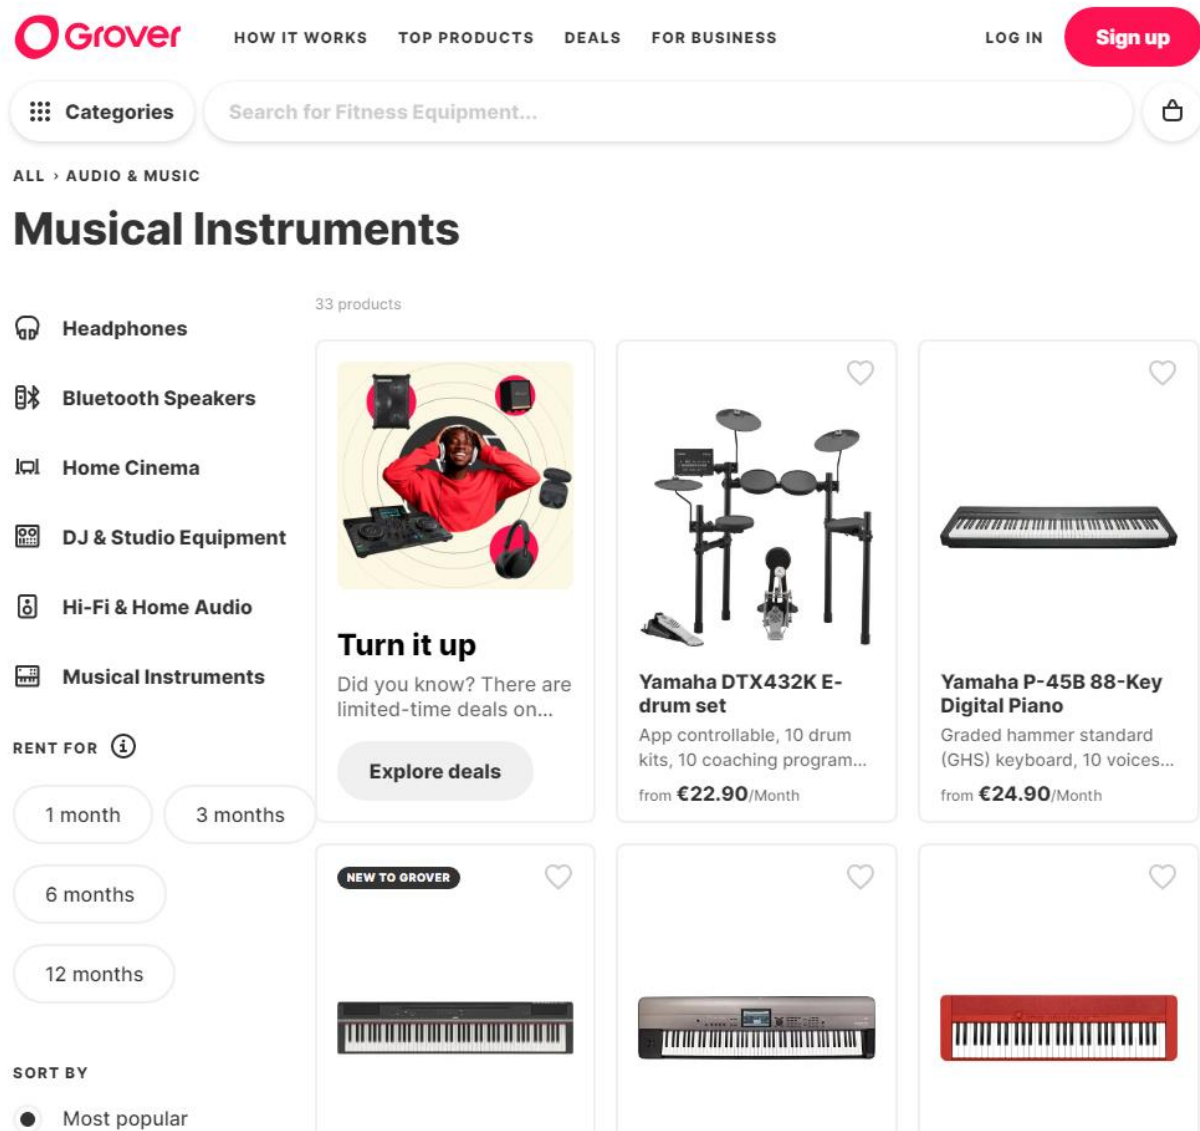 Grover
HOW IT WORKS
TOP PRODUCTS
DEALS
FOR BUSINESS
LOG IN
Sign up
Categories
Search for Fitness Equipment...
ALL › AUDIO & MUSIC
Musical Instruments
33 products
Headphones
Bluetooth Speakers
Home Cinema
DJ & Studio Equipment
Hi-Fi & Home Audio
Musical Instruments
RENT FOR
1 month
3 months
6 months
12 months
SORT BY
Most popular
Turn it up
Did you know? There are
limited-time deals on...
Explore deals
Yamaha DTX432K E-
drum set
App controllable, 10 drum
kits, 10 coaching program...
from €22.90/Month
Yamaha P-45B 88-Key
Digital Piano
Graded hammer standard
(GHS) keyboard, 10 voices...
from €24.90/Month
NEW TO GROVER